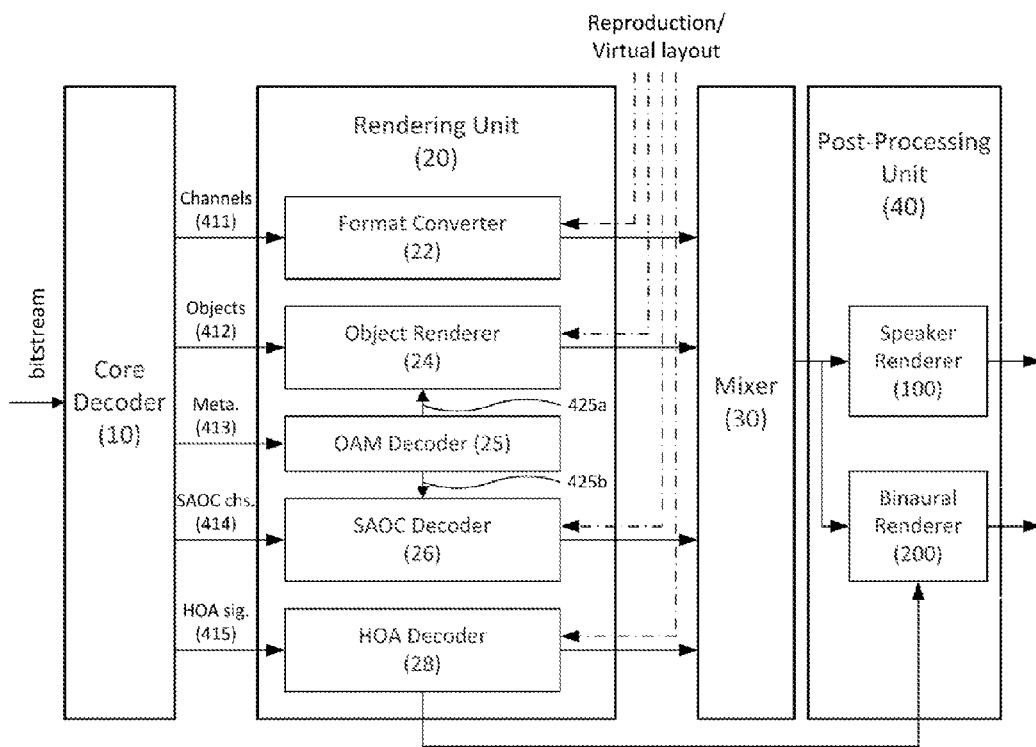 Reproduction/
Virtual layout
Rendering Unit
(20)
Post-Processing
Unit
(40)
Channels
(411)
Format Converter
(22)
Objects
(412)
Object Renderer
(24)
bitstream
Core
Decoder
(10)
Mixer
(30)
Speaker
Renderer
(100)
425a
Meta.
(413)
OAM Decoder (25)
425b
SAOC chs.
(414)
SAOC Decoder
(26)
Binaural
Renderer
(200)
HOA sig.
(415)
HOA Decoder
(28)